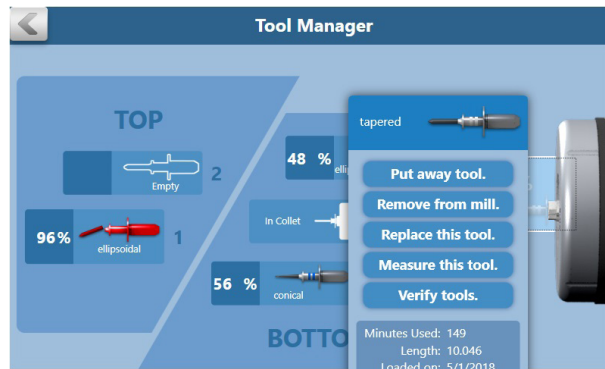 Tool Manager
TOP
Empty
2
96%
ellipsoidal
1
48 %
In Collet
56 %
conical
tapered
Put away tool.
Remove from mill.
Replace this tool.
Measure this tool.
Verify tools.
Minutes Used: 149
Length: 10.046
Loaded on: 5/1/2018